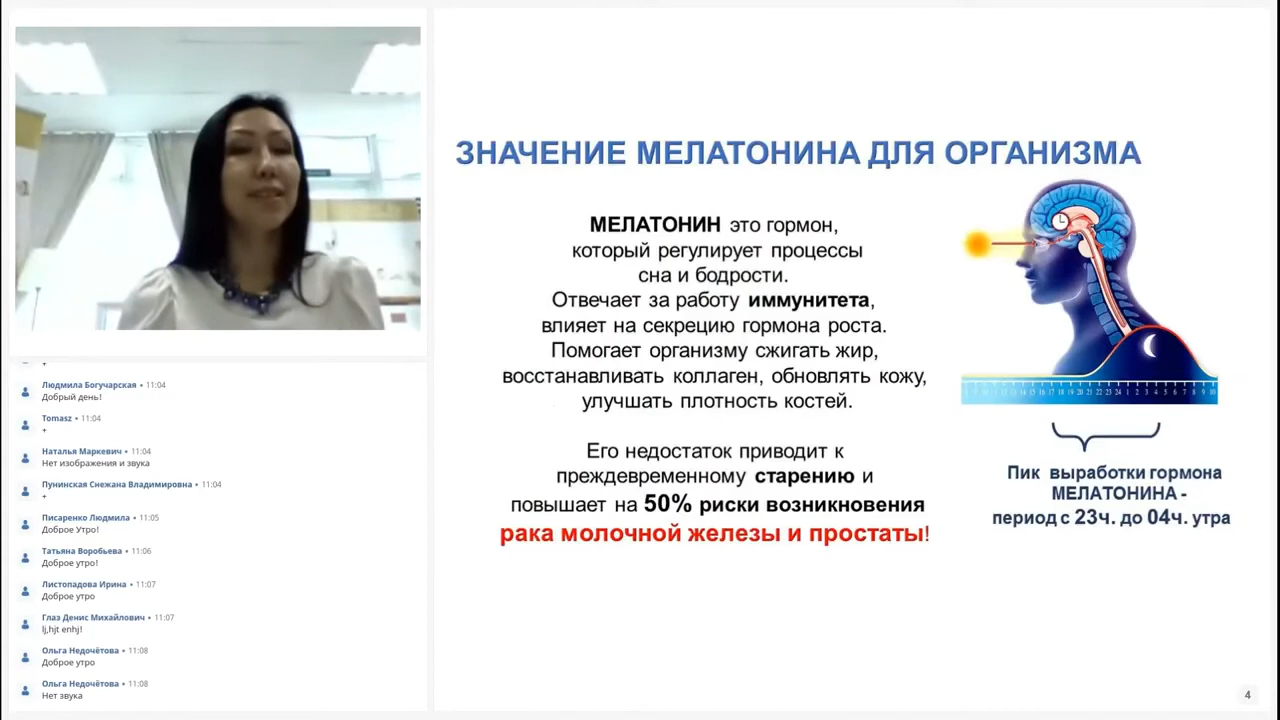 ЗНАЧЕНИЕ МЕЛАТОНИНА ДЛЯ ОРГАНИЗМА
МЕЛАТОНИН это гормон,
который регулирует процессы
сна и бодрости.
Отвечает за работу иммунитета,
влияет на секрецию гормона роста.
Помогает организму сжигать жир,
восстанавливать коллаген, обновлять кожу,
улучшать плотность костей.
Его недостаток приводит к
преждевременному старению и
повышает на 50% риски возникновения
рака молочной железы и простаты!
Пик выработки гормона
МЕЛАТОНИНА -
период с 23ч. до 04ч. утра
4
+
Людмила Богучарская • 11:04
Добрый день!
Tomasz • 11:04
+
Наталья Маркевич • 11:04
Нет изображения и звука
Пунинская Снежана Владимировна • 11:04
+
Писаренко Людмила • 11:05
Доброе Утро!
Татьяна Воробьева • 11:06
Доброе утро!
Листопадова Ирина • 11:07
Доброе утро
Глаз Денис Михайлович • 11:07
lj,hjt enhj!
Ольга Недочётова • 11:08
Доброе утро
Ольга Недочётова • 11:08
Нет звука